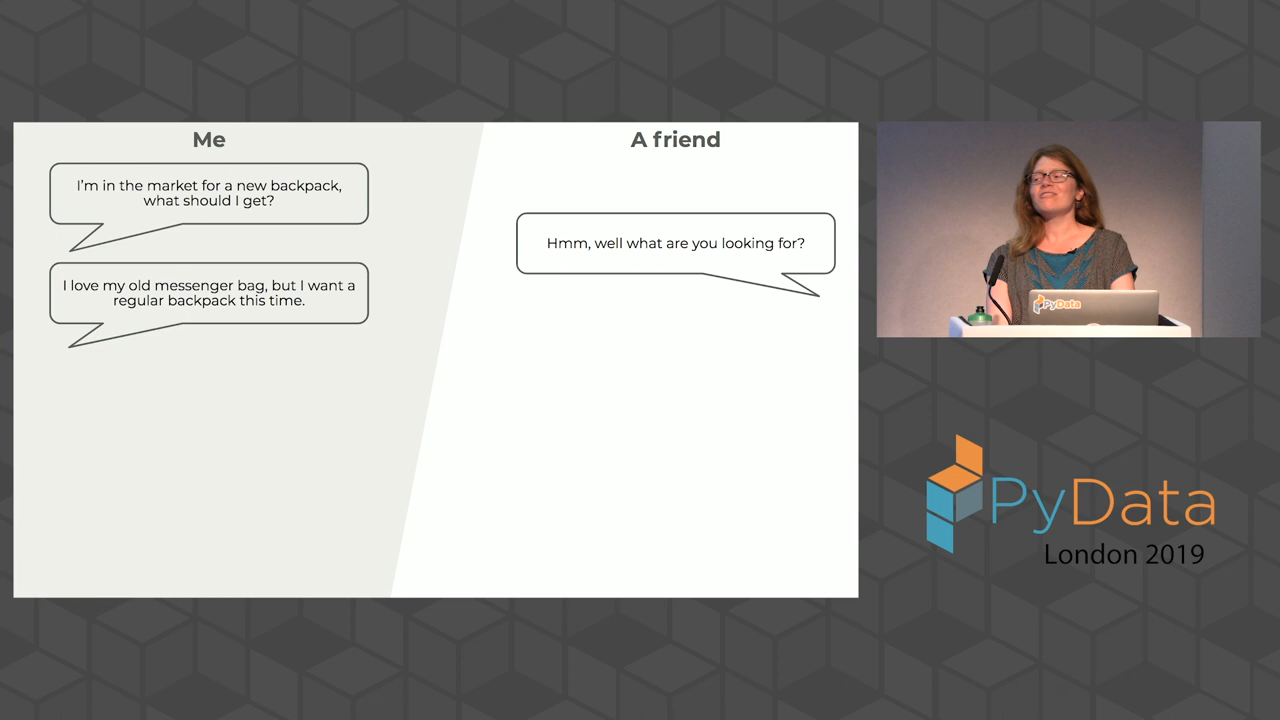 Me
A friend
I'm in the market for a new backpack,
what should I get?
Hmm, well what are you looking for?
I love my old messenger bag, but I want a
regular backpack this time.
PyData
PyData
London 2019